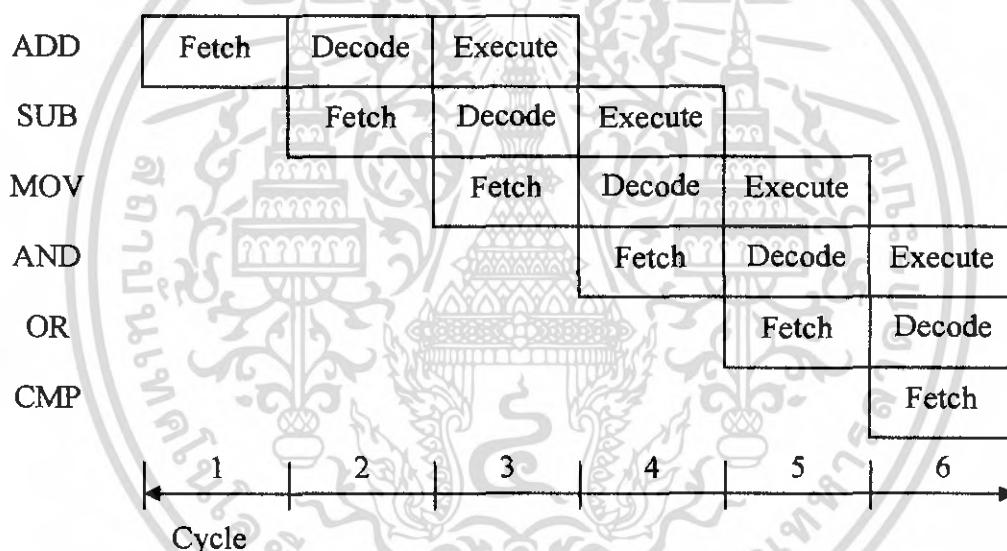 ADD Fetch Decode Execute
SUB Fetch Decode Execute
MOV Fetch Decode Execute
AND Fetch Decode Execute
OR Fetch Decode
CMP Fetch
1 2 3 4 5 6
Cycle